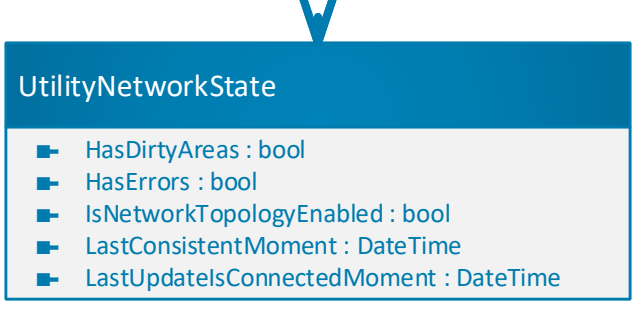 UtilityNetworkState
HasDirtyAreas : bool
HasErrors : bool
IsNetworkTopologyEnabled : bool
LastConsistentMoment : DateTime
LastUpdateIsConnectedMoment : DateTime